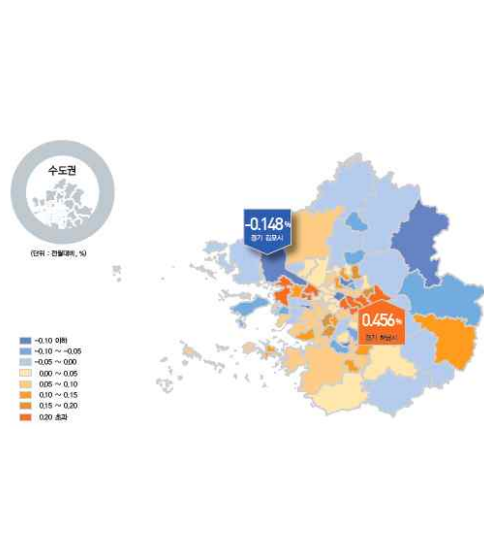 수도권
(단위 : 전월대비, %)
-0.148%
경기 김포시
0.456%
경기 하남시
-0.10 이하
-0.10 ~ -0.05
-0.05 ~ 0.00
0.00 ~ 0.05
0.05 ~ 0.10
0.10 ~ 0.15
0.15 ~ 0.20
0.20 초과